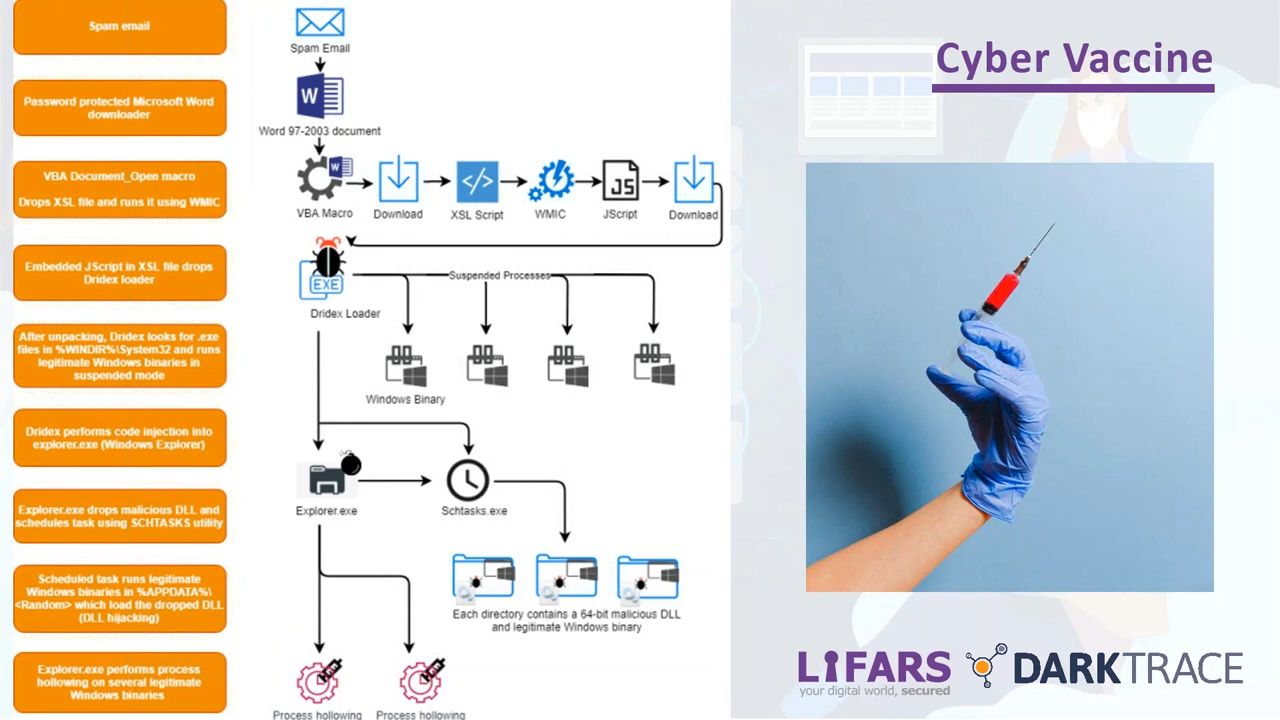 Spam email
Password protected Microsoft Word
downloader
VBA Document_Open macro
Drops XSL file and runs it using WMIC
Embedded JScript in XSL file drops
Dridex loader
After unpacking, Dridex looks for .exe
files in %WINDIR%\System32 and runs
legitimate Windows binaries in
suspended mode
Dridex performs code injection into
explorer.exe (Windows Explorer)
Explorer.exe drops malicious DLL and
schedules task using SCHTASKS utility
Scheduled task runs legitimate
Windows binaries in %APPDATA%\
<Random> which load the dropped DLL
(DLL hijacking)
Explorer.exe performs process
hollowing on several legitimate
Windows binaries
Spam Email
W
Word 97-2003 document
W
VBA Macro
Download
</>
XSL Script
WMIC
JS
JScript
Download
EXE
Dridex Loader
Suspended Processes
Windows Binary
Explorer.exe
Schtasks.exe
Each directory contains a 64-bit malicious DLL
and legitimate Windows binary
Process hollowing
Process hollowing
Cyber Vaccine
LIFARS
your digital world, secured
DARKTRACE